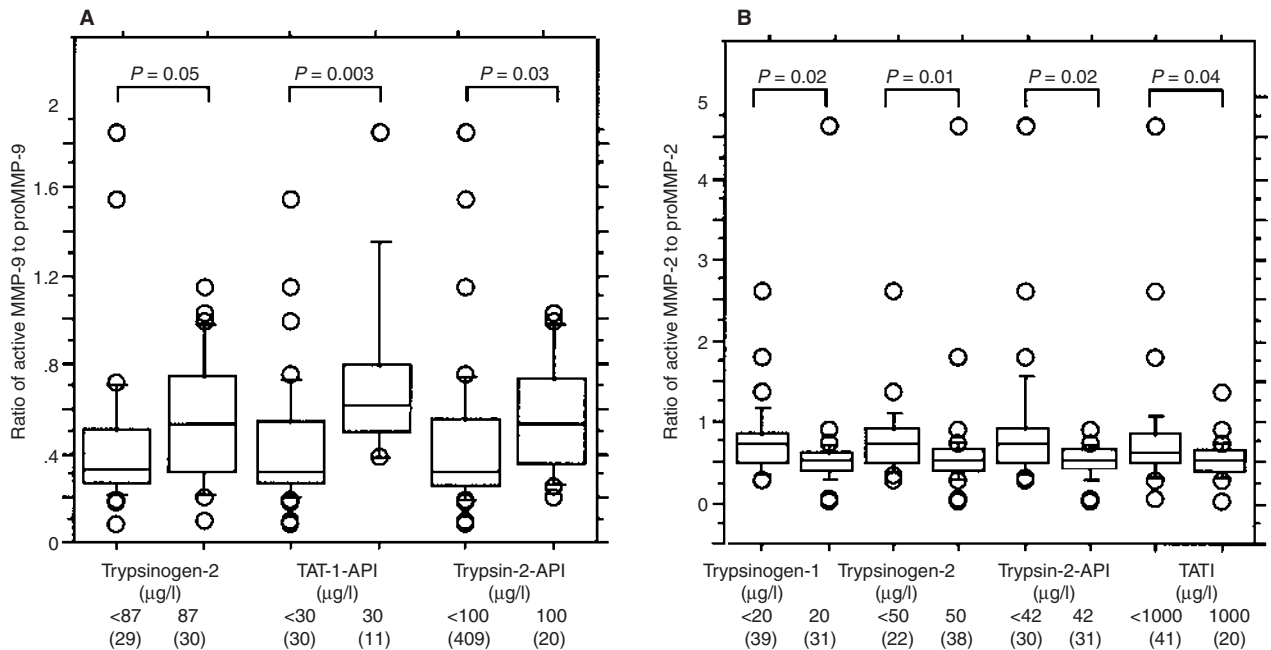 A
P = 0.05
P = 0.003
P = 0.03
Ratio of active MMP-9 to proMMP-9
2
1.6
1.2
.8
.4
0
Trypsinogen-2
TAT-1-API
Trypsin-2-API
(µg/l)
(µg/l)
(µg/l)
<87 87 <30 30 <100 100
(29) (30) (30) (11) (409) (20)
B
P = 0.02
P = 0.01
P = 0.02
P = 0.04
Ratio of active MMP-2 to proMMP-2
5
4
3
2
1
0
Trypsinogen-1
Trypsinogen-2
Trypsin-2-API
TATI
(µg/l)
(µg/l)
(µg/l)
(µg/l)
<20 20 <50 50 <42 42 <1000 1000
(39) (31) (22) (38) (30) (31) (41) (20)